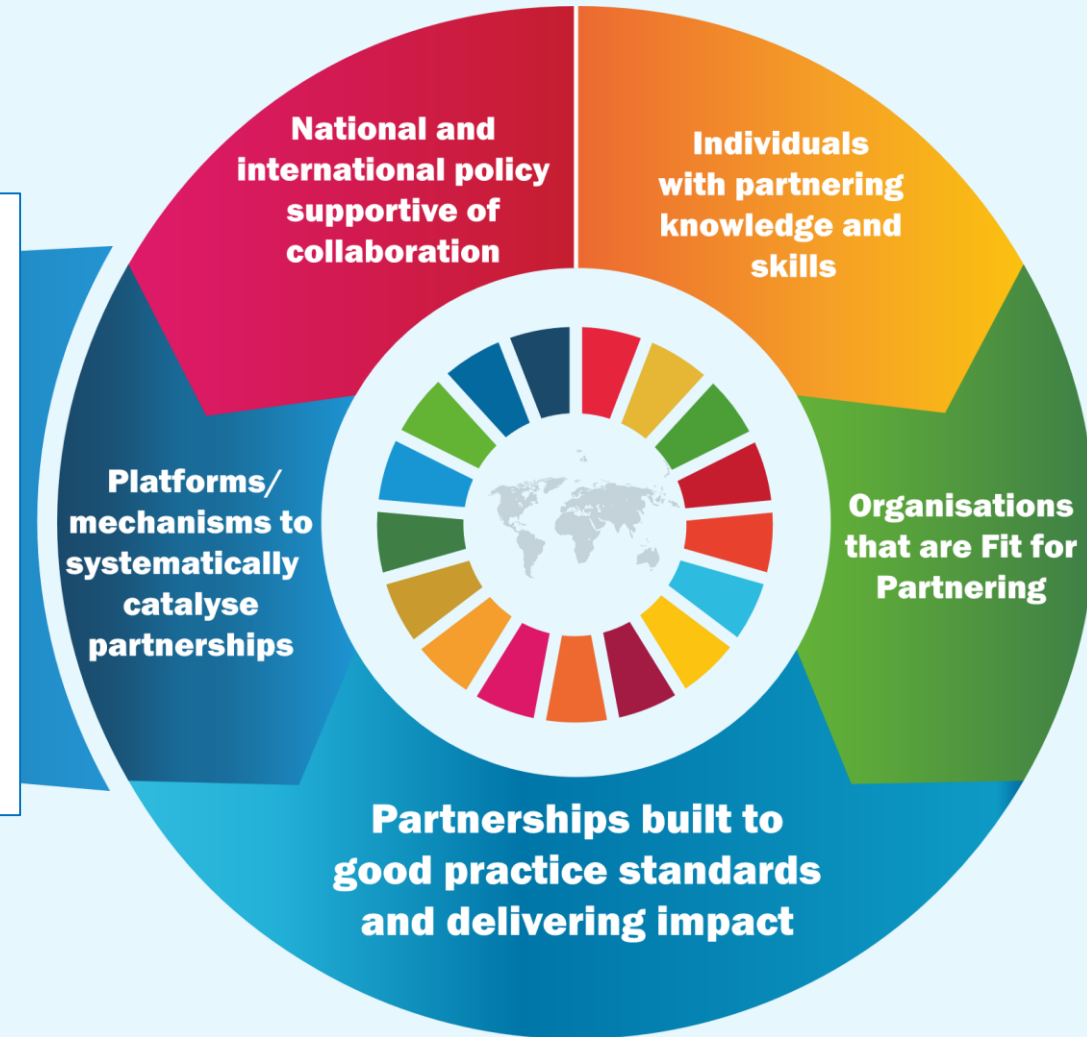 National and
international policy
supportive of
collaboration
Individuals
with partnering
knowledge and
skills
Platforms/
mechanisms to
systematically
catalyse
partnerships
Organisations
that are Fit for
Partnering
Partnerships built to
good practice standards
and delivering impact